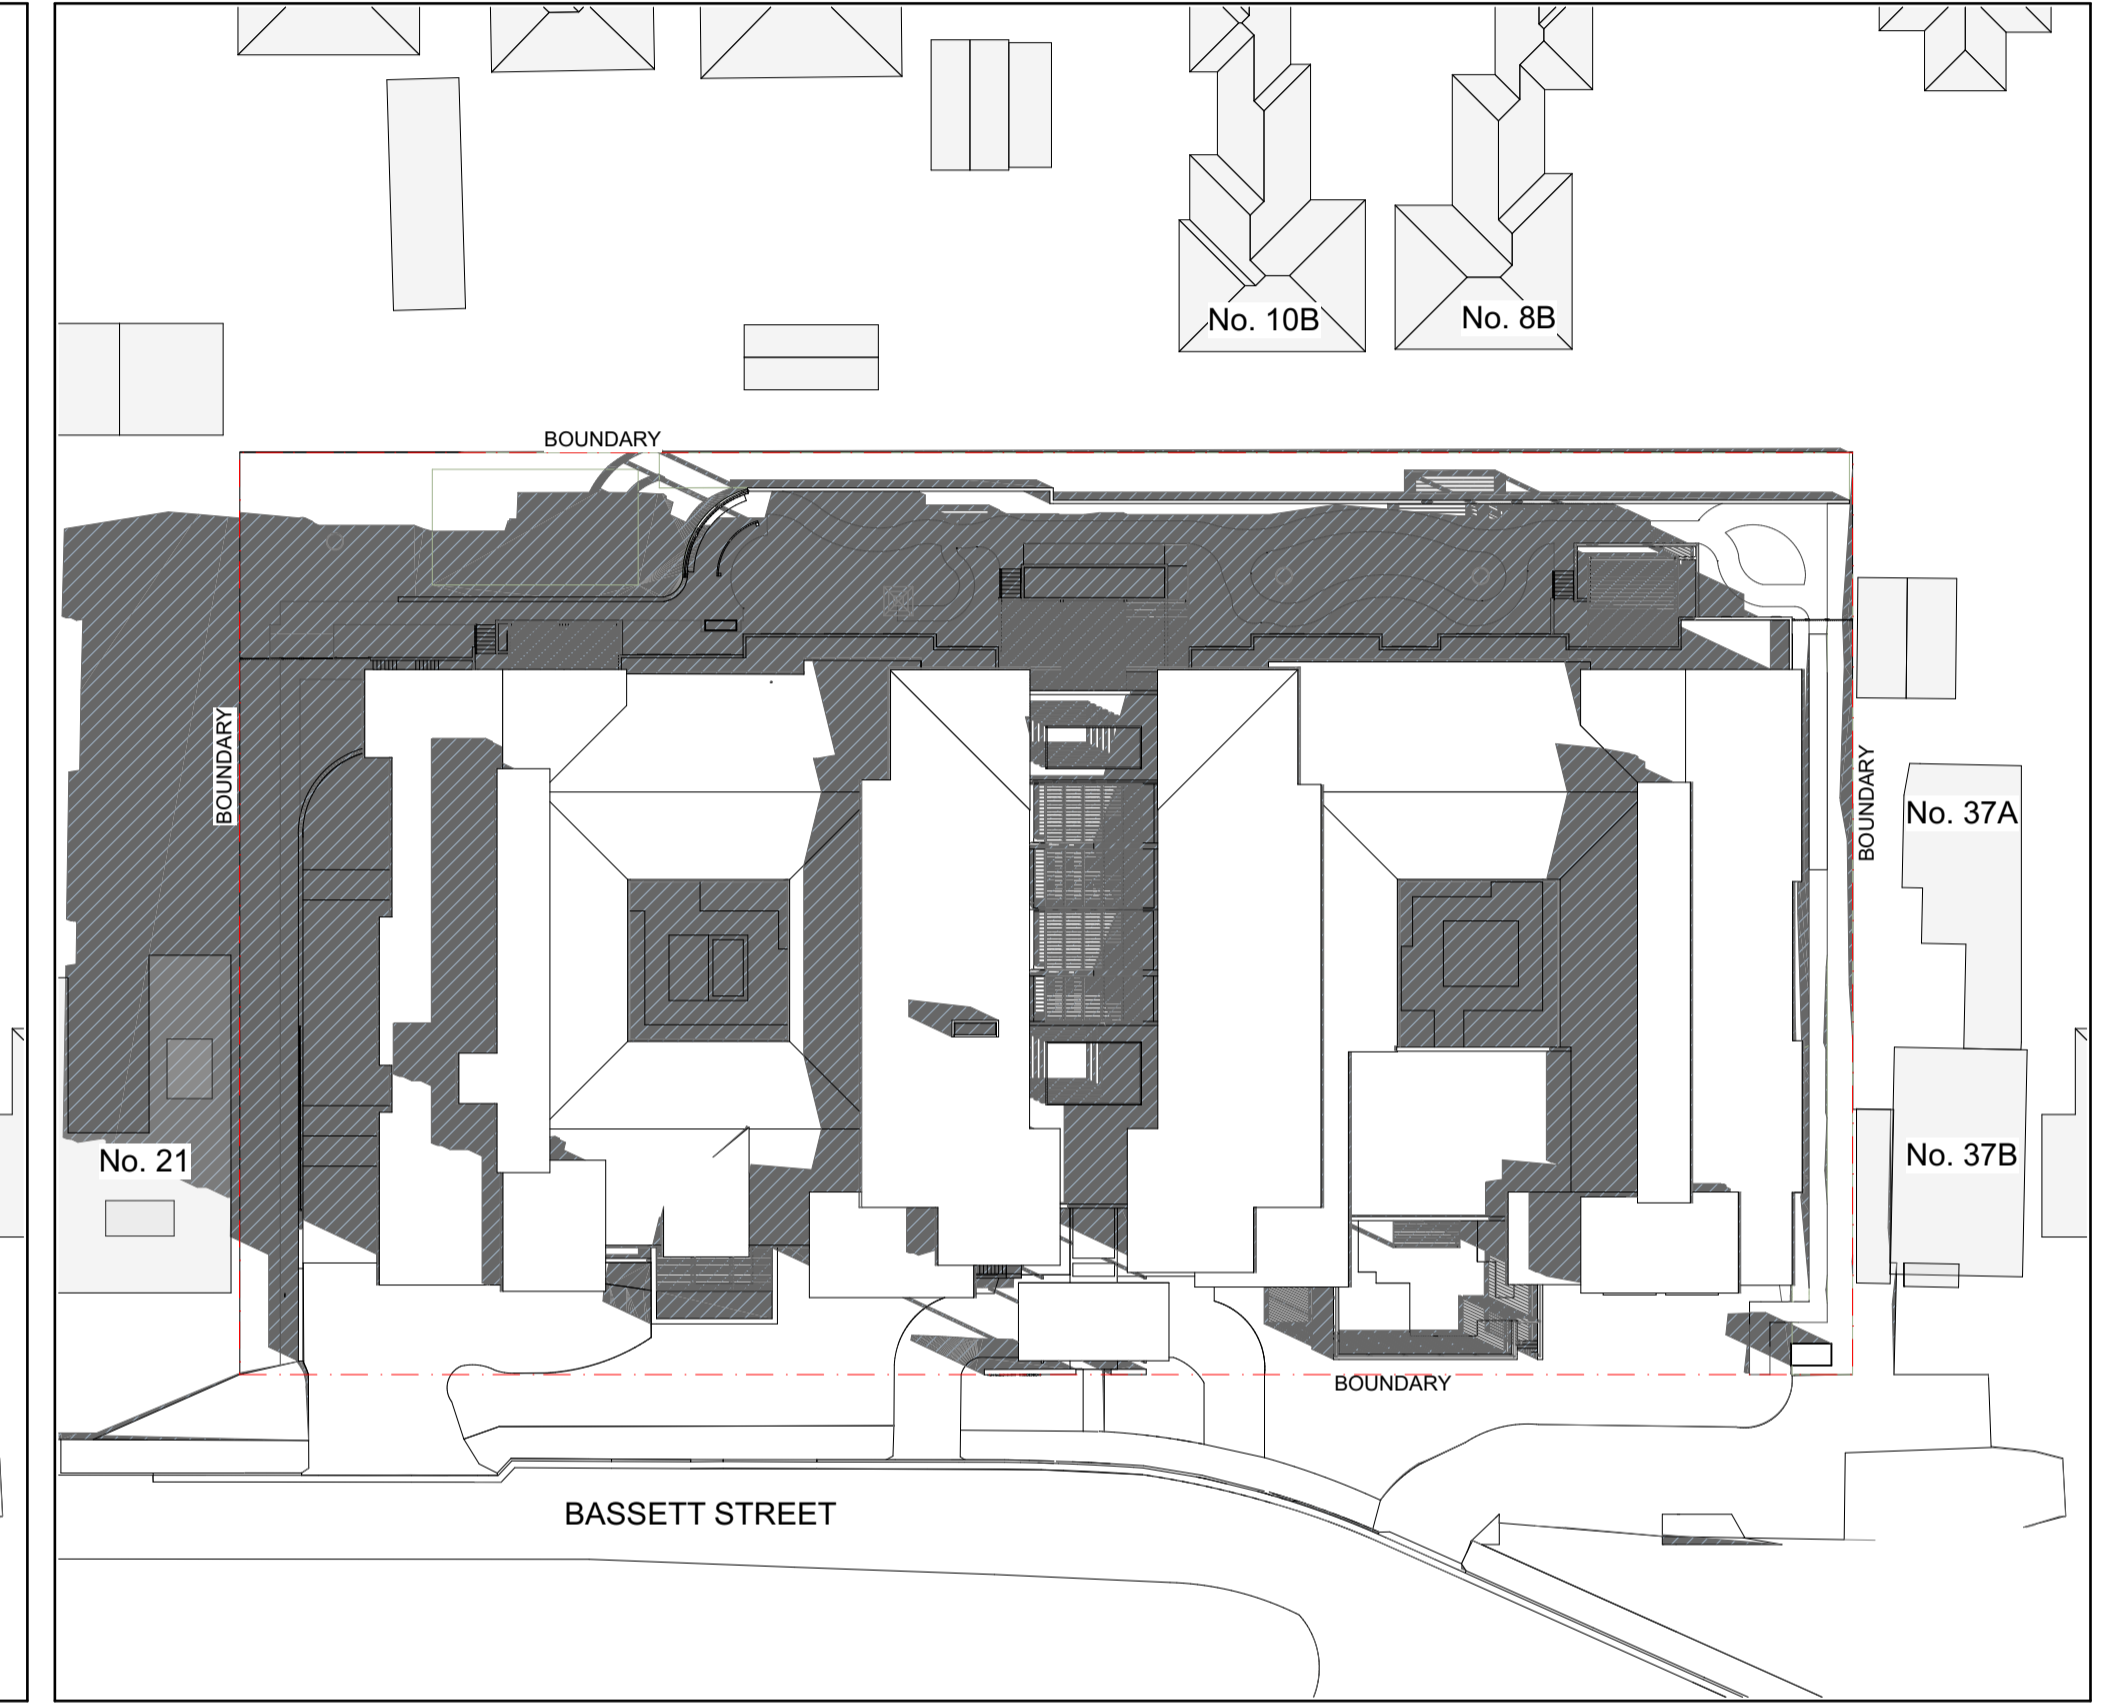 No. 10B
No. 8B
BOUNDARY
BOUNDARY
BOUNDARY
No. 37A
No. 21
No. 37B
BOUNDARY
BASSETT STREET